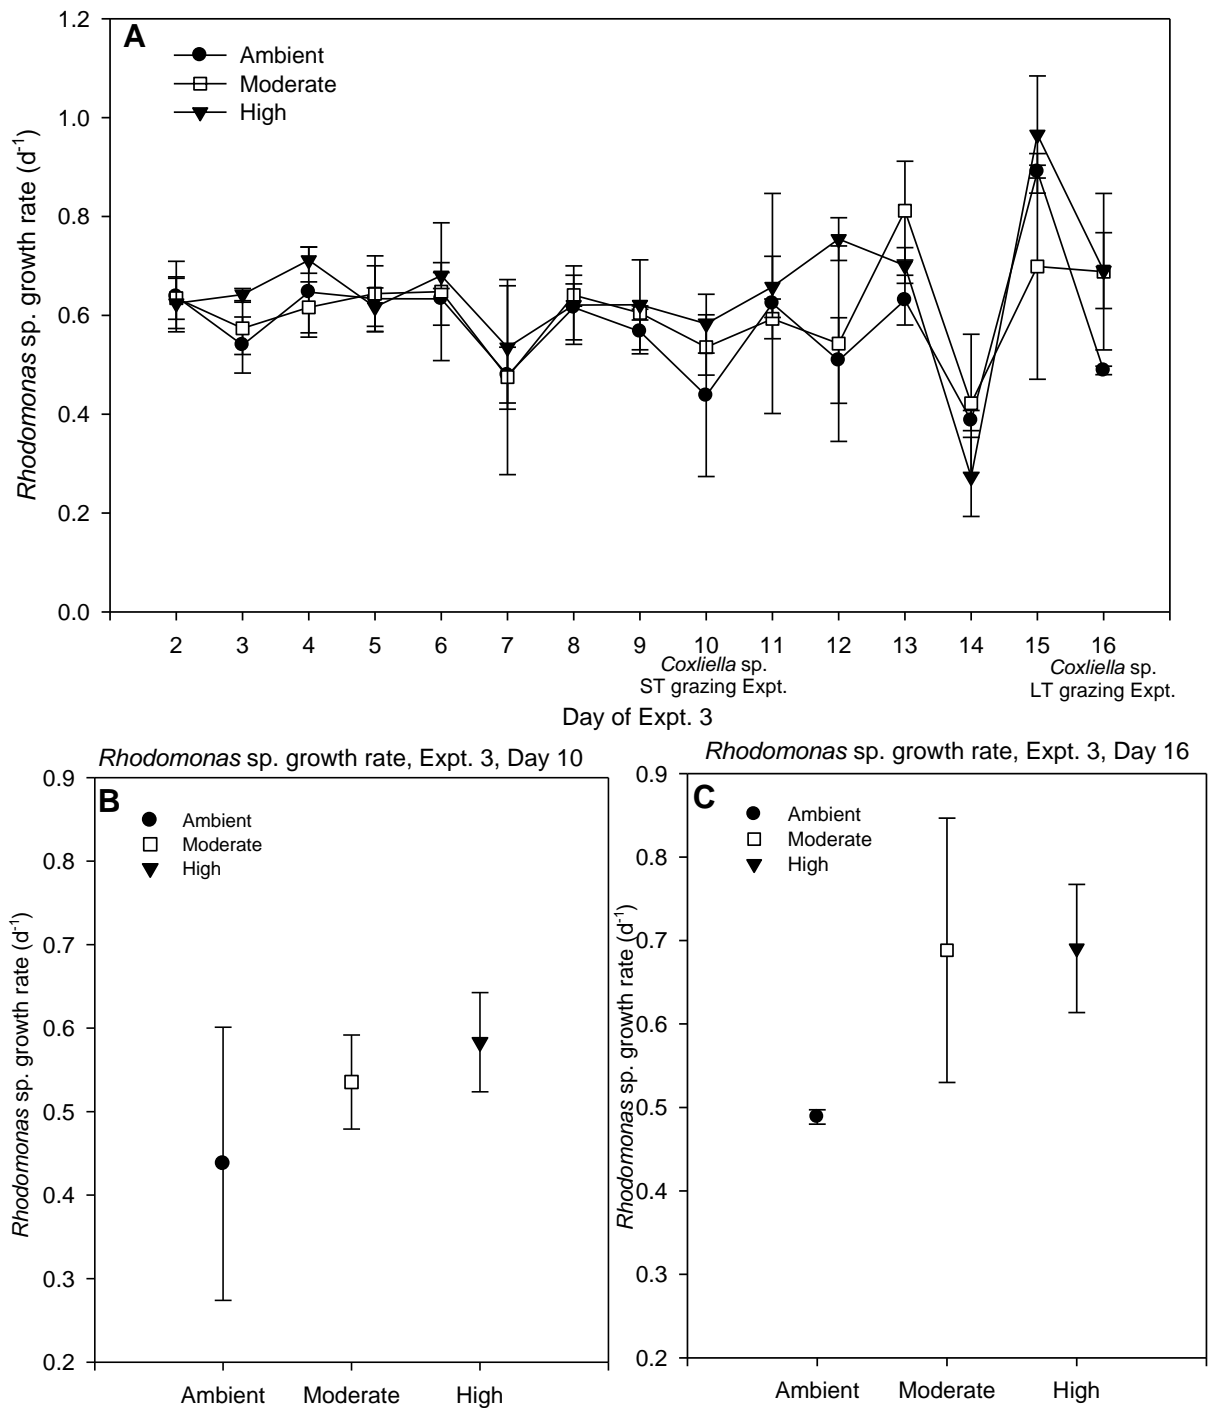 A
Ambient
Moderate
High
Rhodomonas sp. growth rate (d-1)
1.2
1.0
0.8
0.6
0.4
0.2
0.0
2 3 4 5 6 7 8 9 10 11 12 13 14 15 16
Coxliella sp.
ST grazing Expt.
Coxliella sp.
LT grazing Expt.
Day of Expt. 3
Rhodomonas sp. growth rate, Expt. 3, Day 10
B
Ambient
Moderate
High
Rhodomonas sp. growth rate (d-1)
0.9
0.8
0.7
0.6
0.5
0.4
0.3
0.2
Ambient Moderate High
Rhodomonas sp. growth rate, Expt. 3, Day 16
C
Ambient
Moderate
High
Rhodomonas sp. growth rate (d-1)
0.9
0.8
0.7
0.6
0.5
0.4
0.3
0.2
Ambient Moderate High